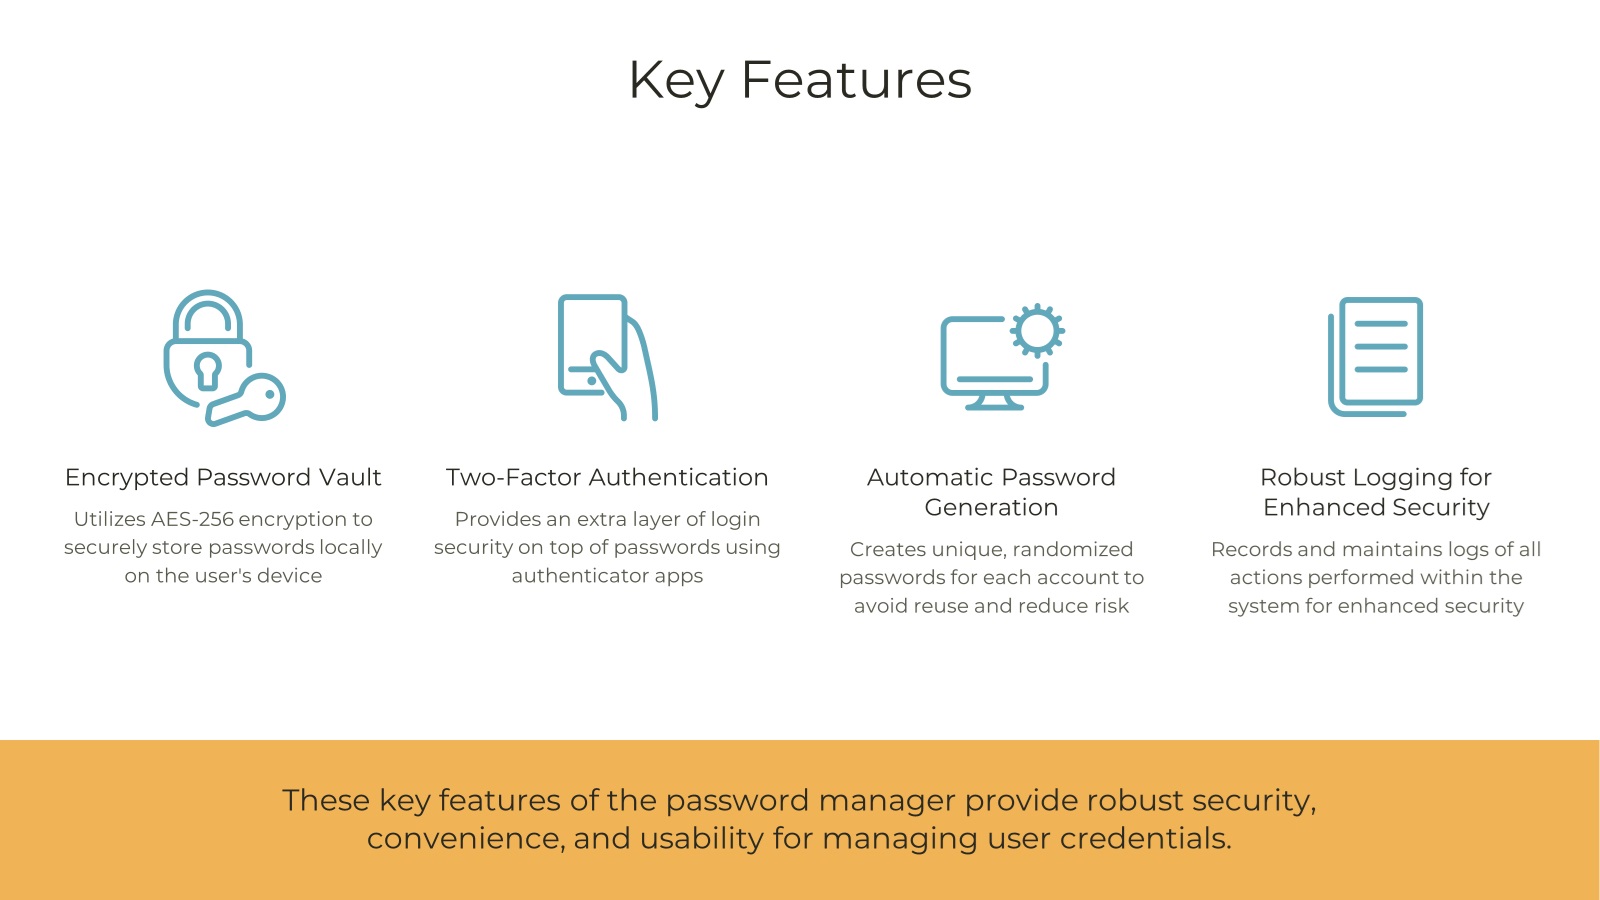 Key Features
Encrypted Password Vault
Utilizes AES-256 encryption to
securely store passwords locally
on the user's device
Two-Factor Authentication
Provides an extra layer of login
security on top of passwords using
authenticator apps
Automatic Password
Generation
Creates unique, randomized
passwords for each account to
avoid reuse and reduce risk
Robust Logging for
Enhanced Security
Records and maintains logs of all
actions performed within the
system for enhanced security
These key features of the password manager provide robust security,
convenience, and usability for managing user credentials.